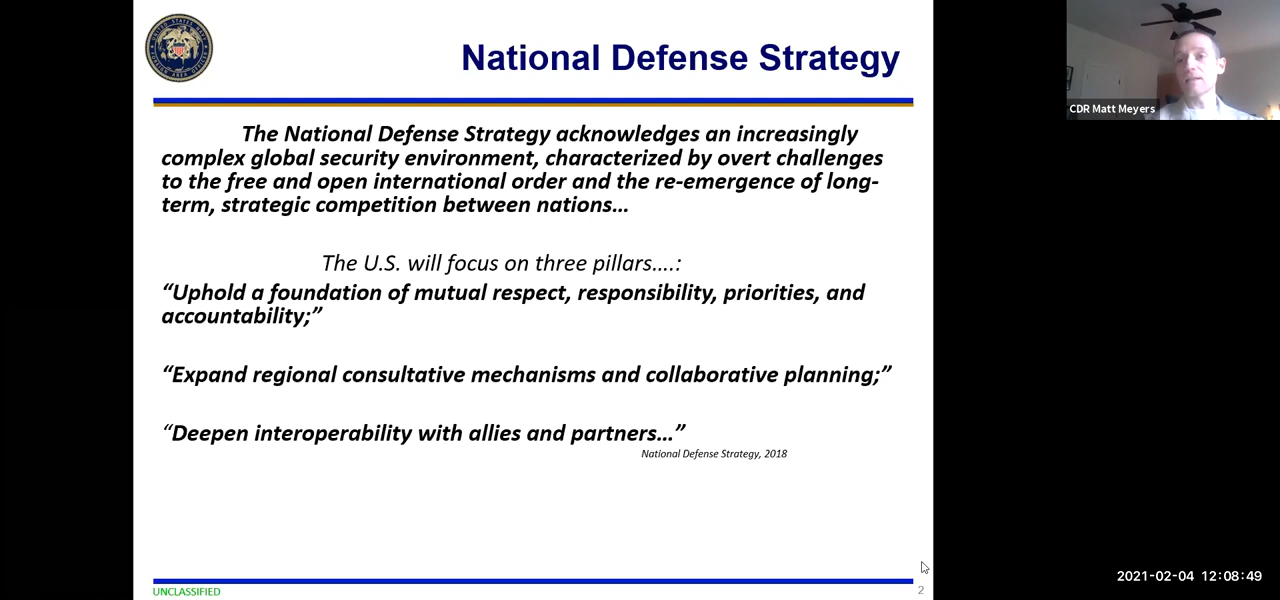 National Defense Strategy
CDR Matt Meyers
The National Defense Strategy acknowledges an increasingly
complex global security environment, characterized by overt challenges
to the free and open international order and the re-emergence of long-
term, strategic competition between nations…
The U.S. will focus on three pillars….:
“Uphold a foundation of mutual respect, responsibility, priorities, and
accountability;”
“Expand regional consultative mechanisms and collaborative planning;”
“Deepen interoperability with allies and partners…”
National Defense Strategy, 2018
2021-02-04 12:08:49
UNCLASSIFIED
2